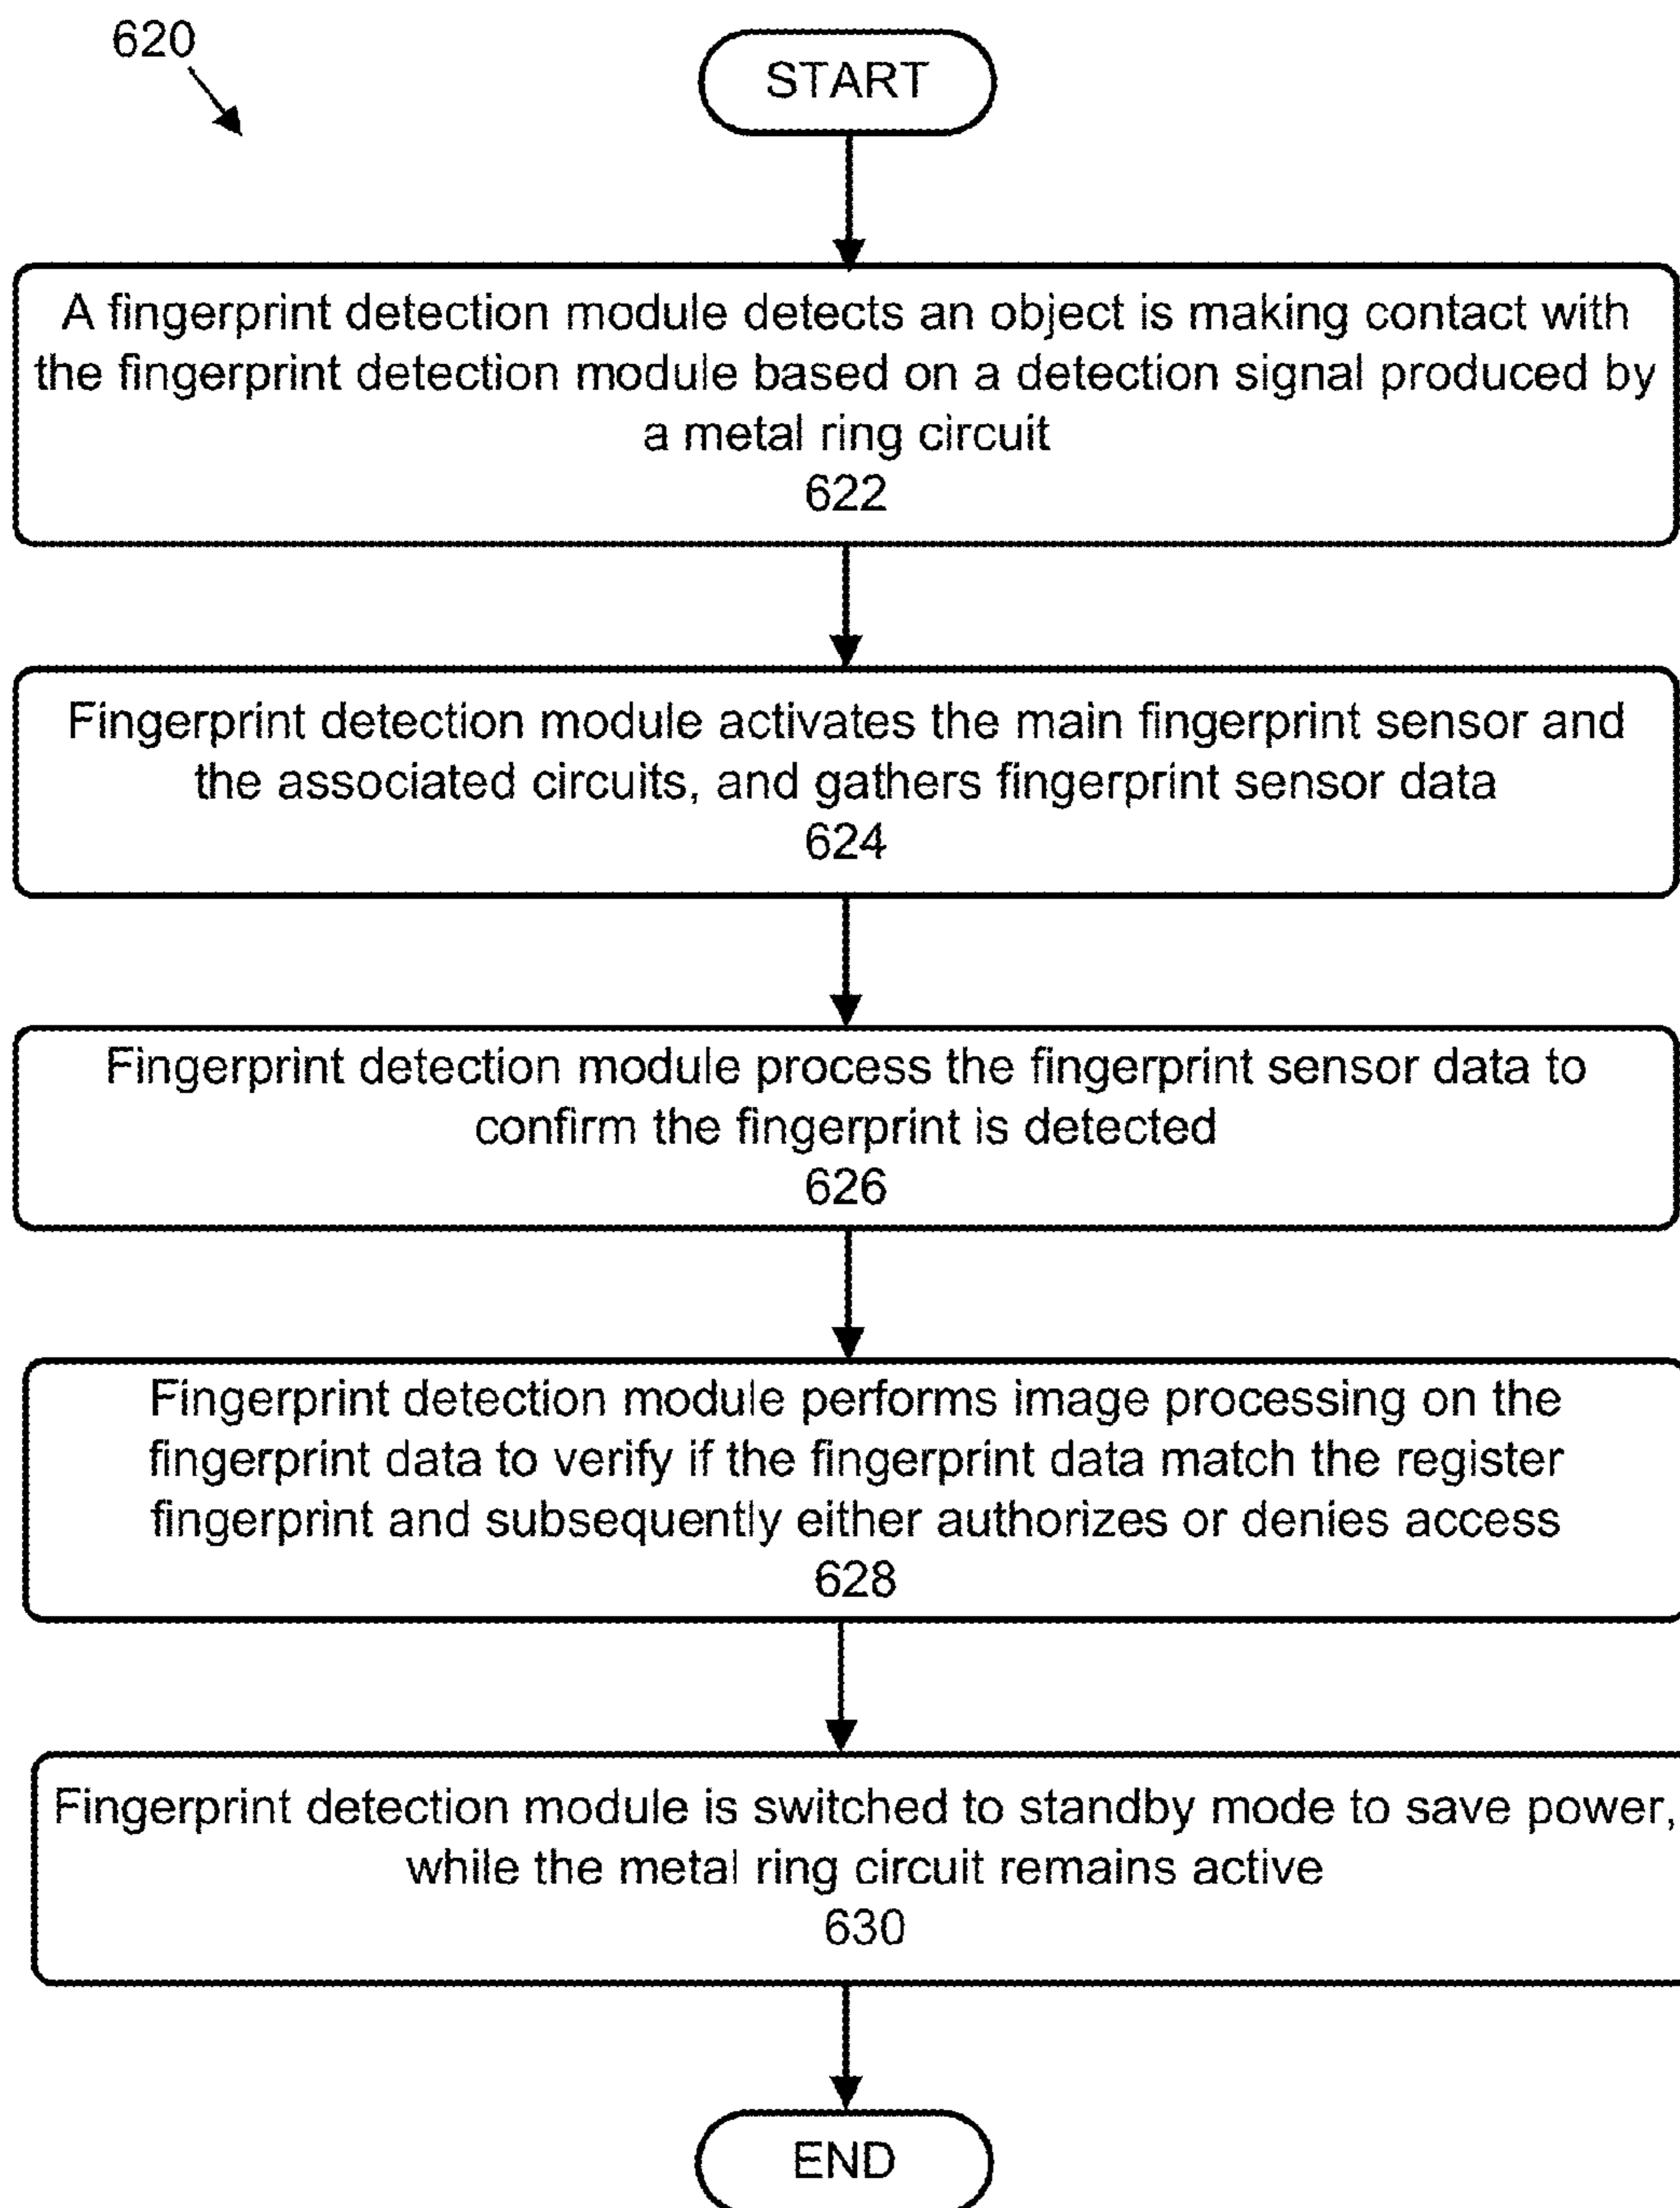 620
START
A fingerprint detection module detects an object is making contact with
the fingerprint detection module based on a detection signal produced by
a metal ring circuit
622
Fingerprint detection module activates the main fingerprint sensor and
the associated circuits, and gathers fingerprint sensor data
624
Fingerprint detection module process the fingerprint sensor data to
confirm the fingerprint is detected
626
Fingerprint detection module performs image processing on the
fingerprint data to verify if the fingerprint data match the register
fingerprint and subsequently either authorizes or denies access
628
Fingerprint detection module is switched to standby mode to save power,
while the metal ring circuit remains active
630
END